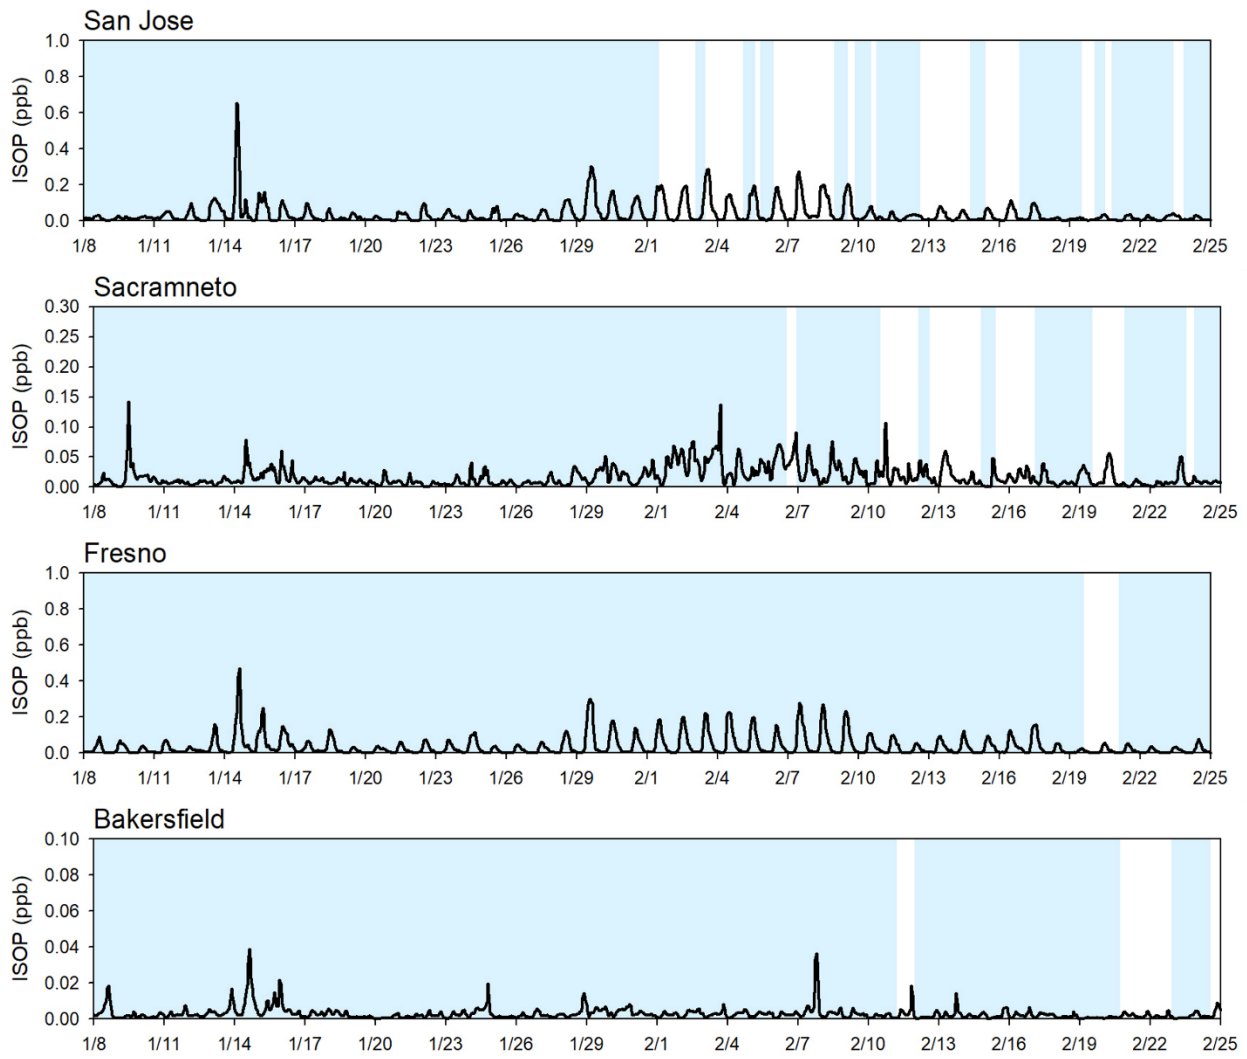 San Jose
1.0
0.8
0.6
0.4
0.2
0.0
ISOP (ppb)
1/8 1/11 1/14 1/17 1/20 1/23 1/26 1/29 2/1 2/4 2/7 2/10 2/13 2/16 2/19 2/22 2/25
Sacramneto
0.30
0.25
0.20
0.15
0.10
0.05
0.00
ISOP (ppb)
1/8 1/11 1/14 1/17 1/20 1/23 1/26 1/29 2/1 2/4 2/7 2/10 2/13 2/16 2/19 2/22 2/25
Fresno
1.0
0.8
0.6
0.4
0.2
0.0
ISOP (ppb)
1/8 1/11 1/14 1/17 1/20 1/23 1/26 1/29 2/1 2/4 2/7 2/10 2/13 2/16 2/19 2/22 2/25
Bakersfield
0.10
0.08
0.06
0.04
0.02
0.00
ISOP (ppb)
1/8 1/11 1/14 1/17 1/20 1/23 1/26 1/29 2/1 2/4 2/7 2/10 2/13 2/16 2/19 2/22 2/25